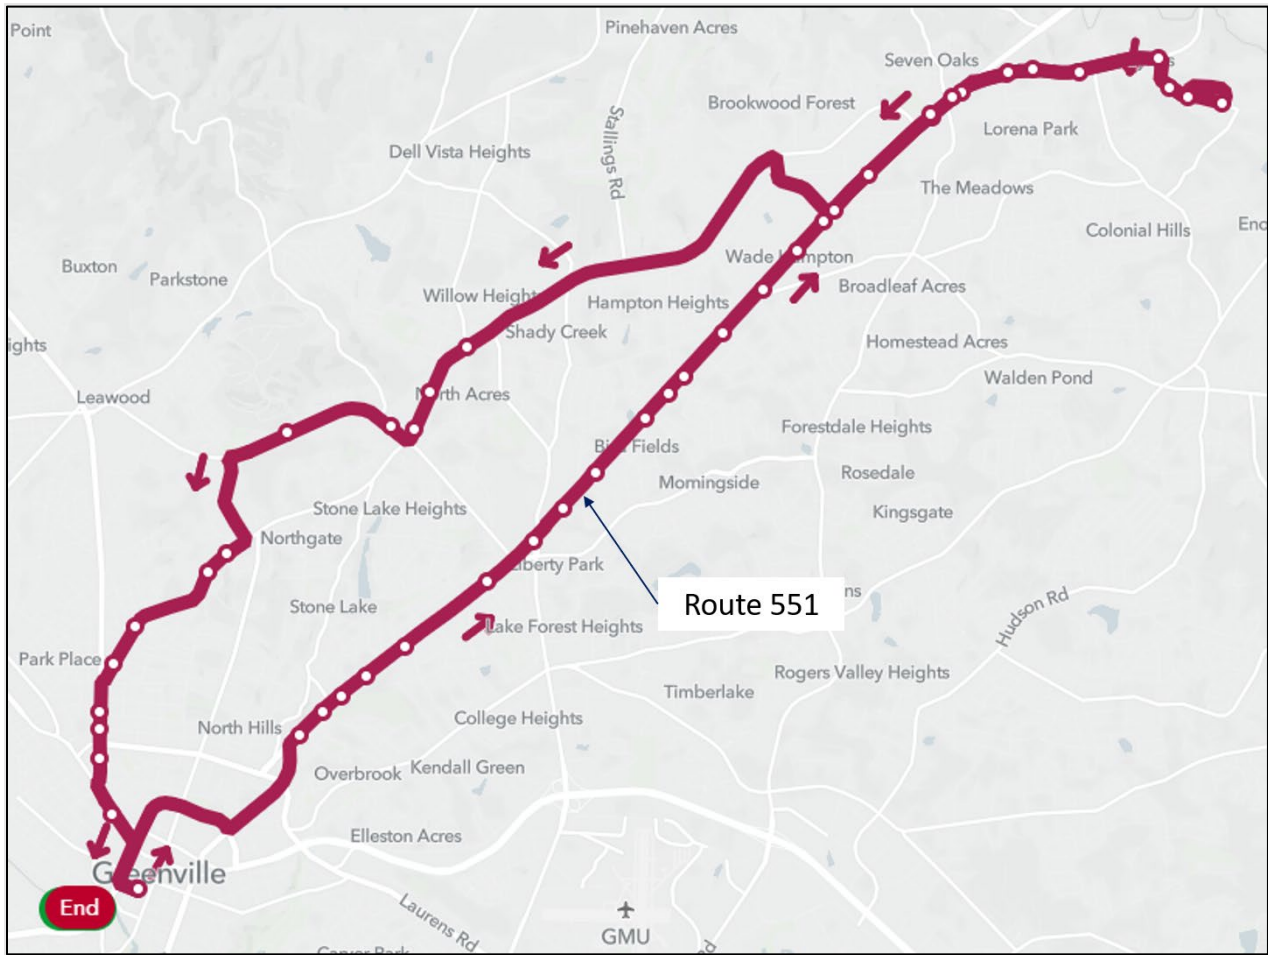 Point
Pinehaven Acres
Seven Oaks
Brookwood Forest
Stallings Rd
Lorena Park
Dell Vista Heights
The Meadows
Colonial Hills
Buxton
Parkstone
Wade
Broadleaf Acres
Willow
Hampton Heights
Shady Creek
ights
Homestead Acres
Walden Pond
Leawood
North Acres
Forestdale Heights
Fields
Morningside
Rosedale
Stone Lake Heights
Kingsgate
Northgate
Liberty Park
Route 551
ns
Stone Lake
Lake Forest Heights
Hudson Rd
Park Place
Rogers Valley Heights
Timberlake
North Hills
College Heights
Overbrook
Kendall Green
Elleston Acres
Greenville
End
Laurens Rd
GMU